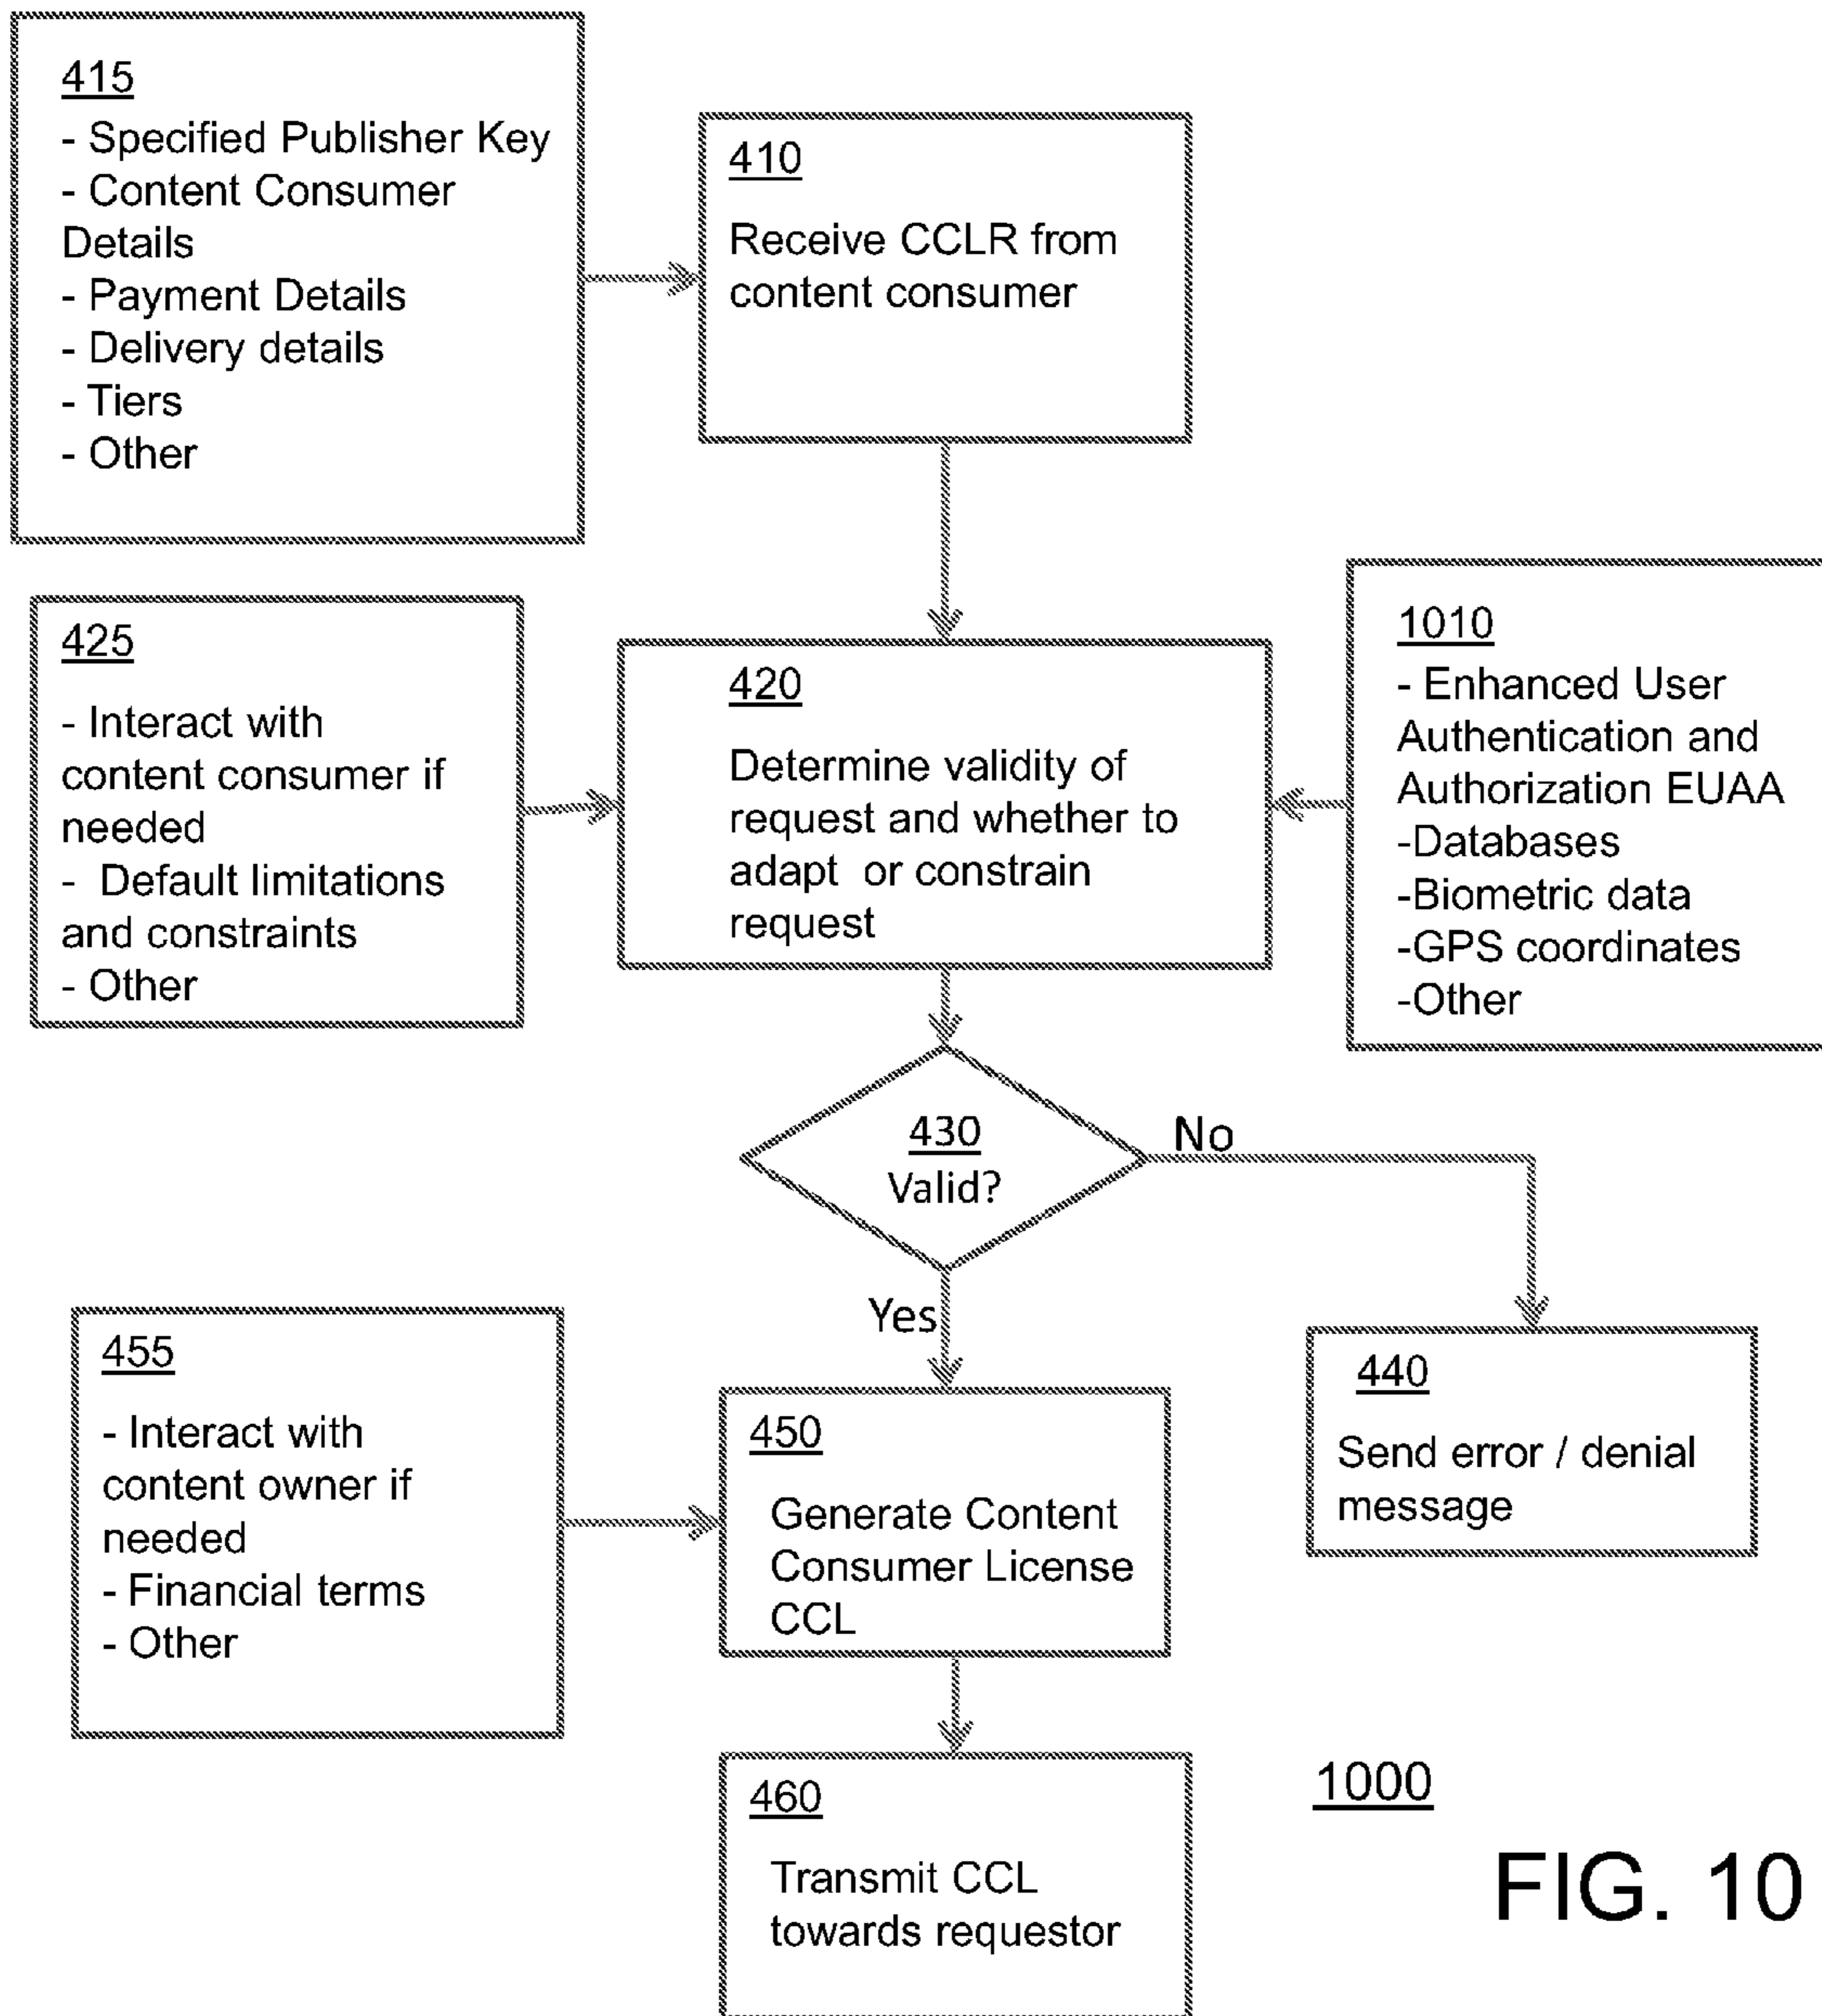 415
- Specified Publisher Key
- Content Consumer
Details
- Payment Details
- Delivery details
- Tiers
- Other
410
Receive CCLR from
content consumer
425
- Interact with
content consumer if
needed
- Default limitations
and constraints
- Other
420
Determine validity of
request and whether to
adapt or constrain
request
1010
- Enhanced User
Authentication and
Authorization EUAA
-Databases
-Biometric data
-GPS coordinates
-Other
430
Valid?
No
Yes
455
- Interact with
content owner if
needed
- Financial terms
- Other
450
Generate Content
Consumer License
CCL
440
Send error / denial
message
460
Transmit CCL
towards requestor
1000
FIG. 10